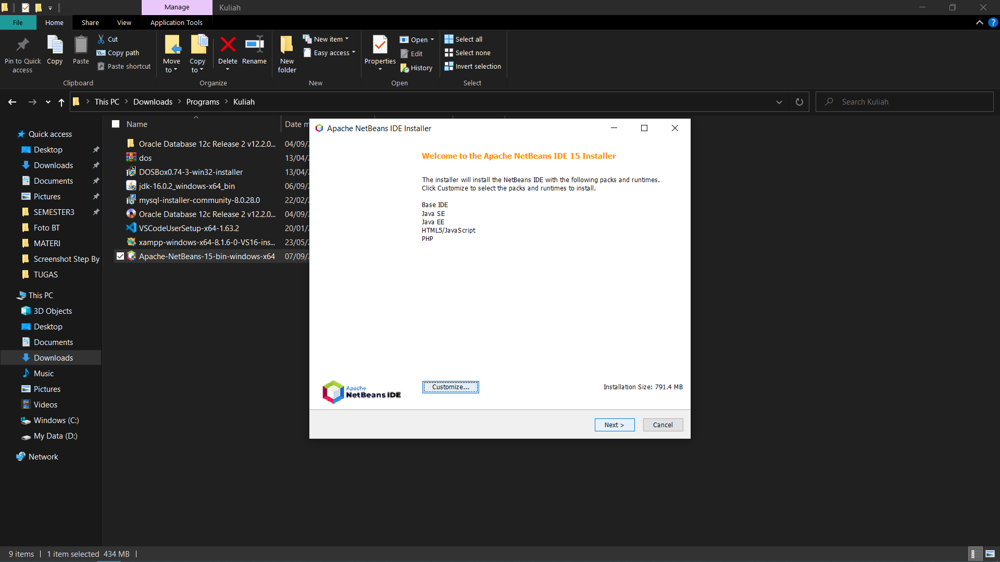 Manage
Kuliah
File
Home
Share
View
Application Tools
Pin to Quick access
Copy
Paste
Cut
Copy path
Paste shortcut
Clipboard
Move to
Copy to
Delete
Rename
Organize
New folder
New item
Easy access
New
Properties
Open
Edit
History
Open
Select all
Select none
Invert selection
Select
This PC > Downloads > Programs > Kuliah
Search Kuliah
Quick access
Desktop
Downloads
Documents
Pictures
SEMESTER3
Foto BT
MATERI
Screenshot Step By
TUGAS
This PC
3D Objects
Desktop
Documents
Downloads
Music
Pictures
Videos
Windows (C:)
My Data (D:)
Network
Name
Date m
Oracle Database 12c Release 2 v12.2.0... 04/09/
dos 13/04/
DOSBox0.74-3-win32-installer 13/04/
jdk-16.0.2_windows-x64_bin 06/09/
mysql-installer-community-8.0.28.0 22/02/
Oracle Database 12c Release 2 v12.2.0... 04/09/
VSCodeUserSetup-x64-1.63.2 20/01/
xampp-windows-x64-8.1.6-0-VS16-ins... 23/05/
Apache-NetBeans-15-bin-windows-x64 07/09/
Apache NetBeans IDE Installer
Welcome to the Apache NetBeans IDE 15 Installer
The installer will install the NetBeans IDE with the following packs and runtimes.
Click Customize to select the packs and runtimes to install.
Base IDE
Java SE
Java EE
HTML5/JavaScript
PHP
Apache
NetBeans IDE
Customize...
Installation Size: 791.4 MB
Next >
Cancel
9 items
1 item selected 434 MB